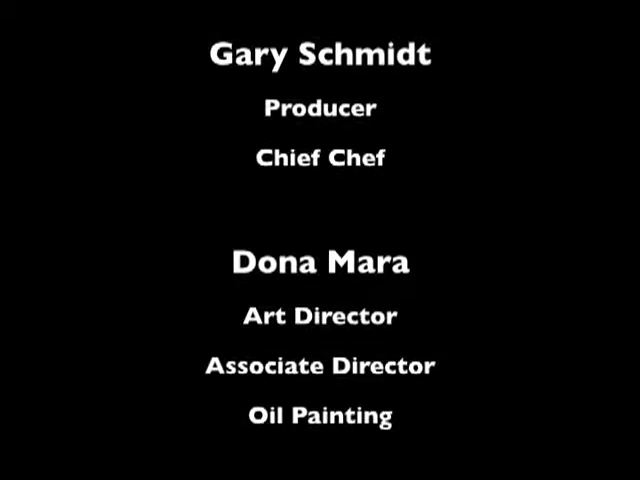 Gary Schmidt
Producer
Chief Chef
Dona Mara
Art Director
Associate Director
Oil Painting